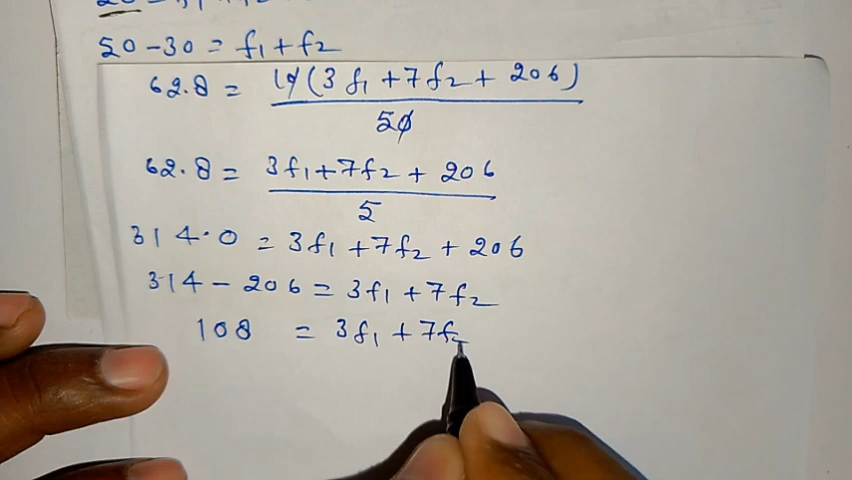 50 - 30 = f₁ + f₂
62.8 = 10(3f₁ + 7f₂ + 206) / 50
62.8 = 3f₁ + 7f₂ + 206 / 5
314.0 = 3f₁ + 7f₂ + 206
314 - 206 = 3f₁ + 7f₂
108 = 3f₁ + 7f₂